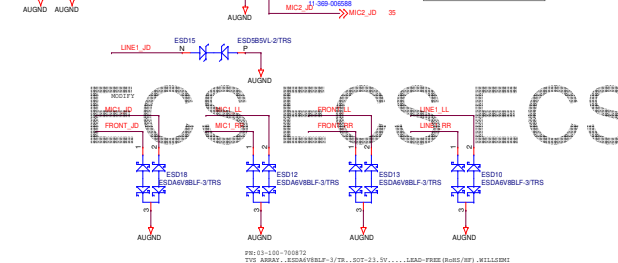 11-369-006588
MIC2_JD MIC2_JD 35
AUGND AUGND AUGND
ESD15 ESD5B5VL-2/TRS
LINE1_JD N P
AUGND
ECS ECS ECS
MODIFY
MIC1_JD MIC1_LL FRONT_LL LINE1_LL
FRONT_JD MIC1_RR FRONT_RR LINE1_RR
1 2 1 2 1 2 1 2
ESD18 ESD12 ESD13 ESD10
ESDA6V8BLF-3/TRS ESDA6V8BLF-3/TRS ESDA6V8BLF-3/TRS ESDA6V8BLF-3/TRS
3 3 3 3
AUGND AUGND AUGND AUGND
PN:03-100-700872
TVS ARRAY..ESDA6V8BLF-3/TR..SOT-23.5V.....LEAD-FREE(RoHS/HF).WILLSEMI